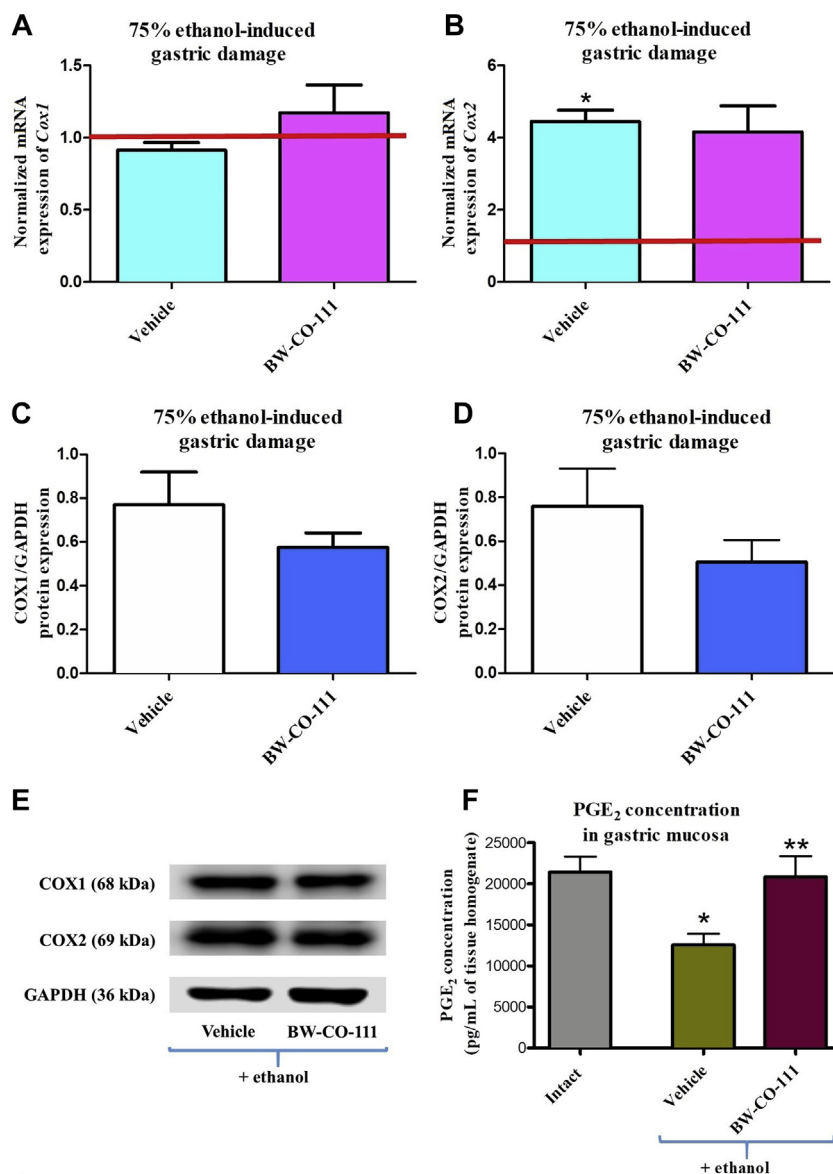 A
75% ethanol-induced
gastric damage
Normalized mRNA
expression of Cox1
1.5
1.0
0.5
0.0
Vehicle
BW-CO-111
B
75% ethanol-induced
gastric damage
Normalized mRNA
expression of Cox2
6
4
2
0
*
Vehicle
BW-CO-111
C
75% ethanol-induced
gastric damage
COX1/GAPDH
protein expression
1.0
0.8
0.6
0.4
0.2
0.0
Vehicle
BW-CO-111
D
75% ethanol-induced
gastric damage
COX2/GAPDH
protein expression
1.0
0.8
0.6
0.4
0.2
0.0
Vehicle
BW-CO-111
E
COX1 (68 kDa)
COX2 (69 kDa)
GAPDH (36 kDa)
Vehicle BW-CO-111
+ ethanol
F
PGE₂ concentration
in gastric mucosa
PGE₂ concentration
(pg/mL of tissue homogenate)
25000
20000
15000
10000
5000
0
*
**
Intact
Vehicle
BW-CO-111
+ ethanol